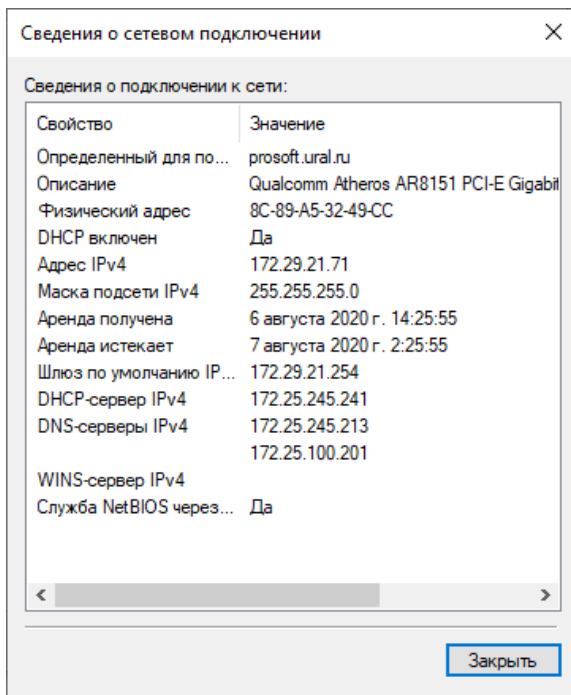 Сведения о сетевом подключении
Сведения о подключении к сети:
Свойство Значение
Определенный для по... prosoft.ural.ru
Описание Qualcomm Atheros AR8151 PCI-E Gigabit
Физический адрес 8C-89-A5-32-49-CC
DHCP включен Да
Адрес IPv4 172.29.21.71
Маска подсети IPv4 255.255.255.0
Аренда получена 6 августа 2020 г. 14:25:55
Аренда истекает 7 августа 2020 г. 2:25:55
Шлюз по умолчанию IP... 172.29.21.254
DHCP-сервер IPv4 172.25.245.241
DNS-серверы IPv4 172.25.245.213
172.25.100.201
WINS-сервер IPv4
Служба NetBIOS через... Да
Закрыть